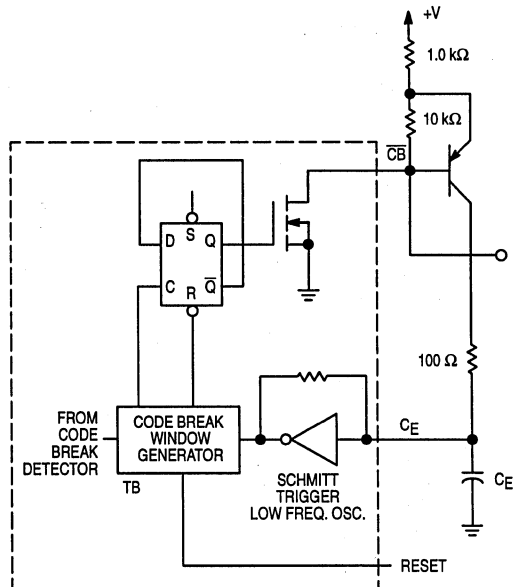 +V
1.0 kΩ
10 kΩ
C̅B̅
S
D
Q
C
Q̅
R
100 Ω
FROM
CODE
BREAK
DETECTOR
CODE BREAK
WINDOW
GENERATOR
TB
SCHMITT
TRIGGER
LOW FREQ. OSC.
CE
CE
RESET